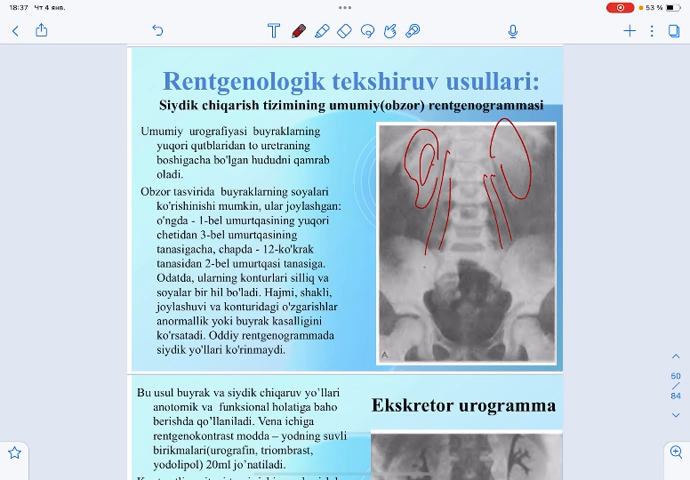 18:37 Чт 4 янв.
53 %
Rentgenologik tekshiruv usullari:
Siydik chiqarish tizimining umumiy(obzor) rentgenogrammasi
Umumiy urografiyasi buyraklarning
yuqori qutblaridan to uretraning
boshigacha bo'lgan hududni qamrab
oladi.
Obzor tasvirida buyraklarning soyalari
ko'rishinishi mumkin, ular joylashgan:
o'ngda - 1-bel umurtqasining yuqori
chetidan 3-bel umurtqasining
tanasigacha, chapda - 12-ko'krak
tanasidan 2-bel umurtqasi tanasiga.
Odatda, ularning konturlari silliq va
soyalar bir hil bo'ladi. Hajmi, shakli,
joylashuvi va konturidagi o'zgarishlar
anormallik yoki buyrak kasalligini
ko'rsatadi. Oddiy rentgenogrammada
siydik yo'llari ko'rinmaydi.
A.
50
/
84
Bu usul buyrak va siydik chiqaruv yo'llari
anotomik va funksional holatiga baho
berishda qo'llaniladi. Vena ichiga
rentgenokontrast modda – yodning suvli
birikmalari(urografin, triombrast,
yodolipol) 20ml jo'natiladi.
Ekskretor urogramma